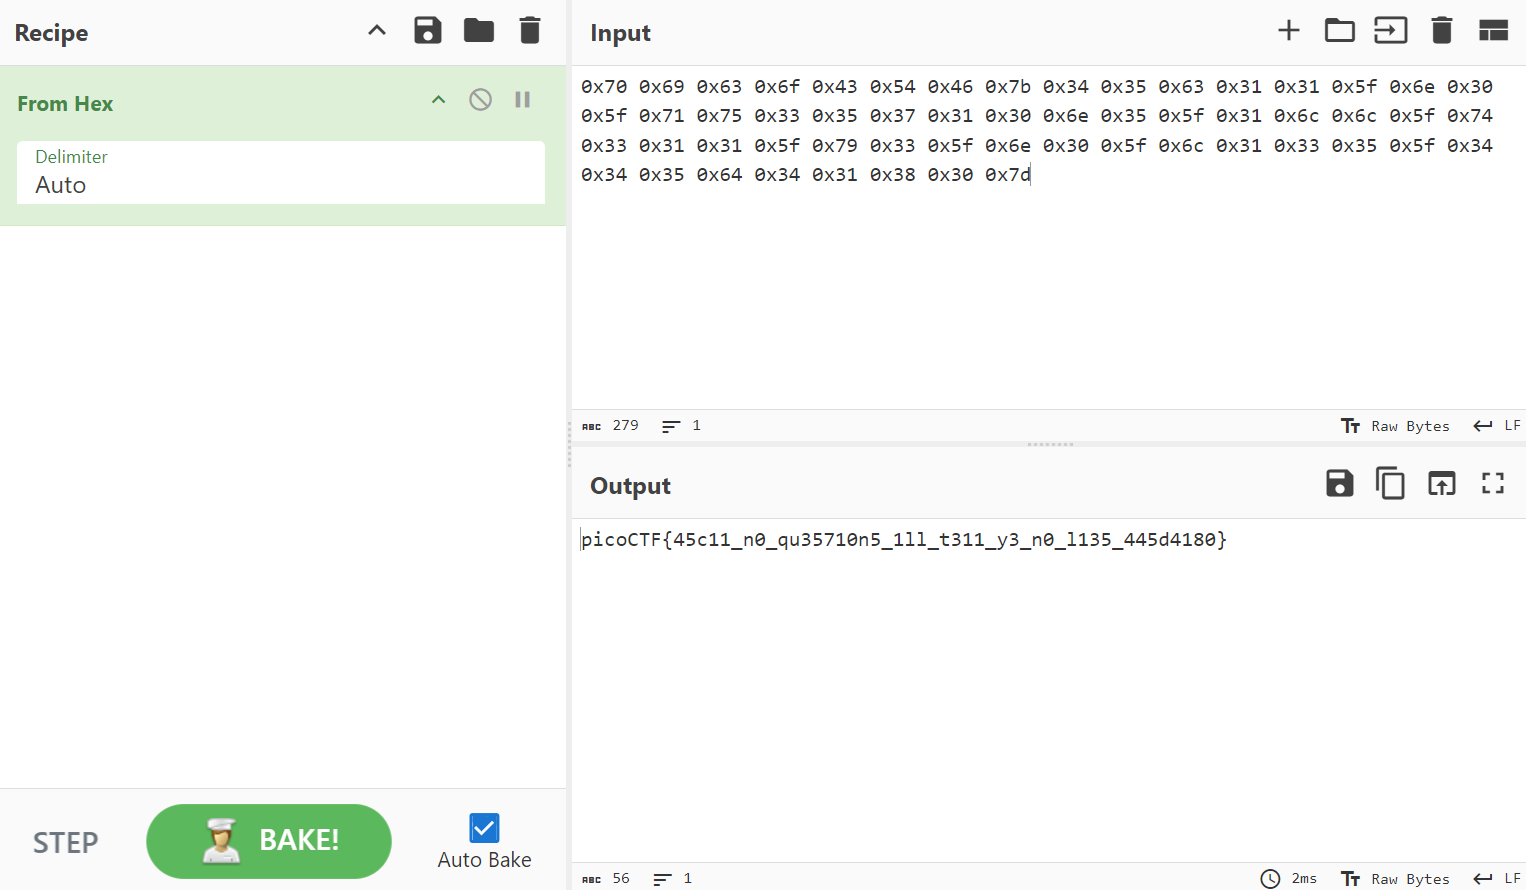 Recipe
From Hex
Delimiter
Auto
STEP
BAKE!
Auto Bake
Input
0x70 0x69 0x63 0x6f 0x43 0x54 0x46 0x7b 0x34 0x35 0x63 0x31 0x31 0x5f 0x6e 0x30
0x5f 0x71 0x75 0x33 0x35 0x37 0x31 0x30 0x6e 0x35 0x5f 0x31 0x6c 0x6c 0x5f 0x74
0x33 0x31 0x31 0x5f 0x79 0x33 0x5f 0x6e 0x30 0x5f 0x6c 0x31 0x33 0x35 0x5f 0x34
0x34 0x35 0x64 0x34 0x31 0x38 0x30 0x7d
ABC 279 1 Tт Raw Bytes LF
Output
picoCTF{45c11_n0_qu35710n5_1ll_t311_y3_n0_l135_445d4180}
ABC 56 1 2ms Tт Raw Bytes LF